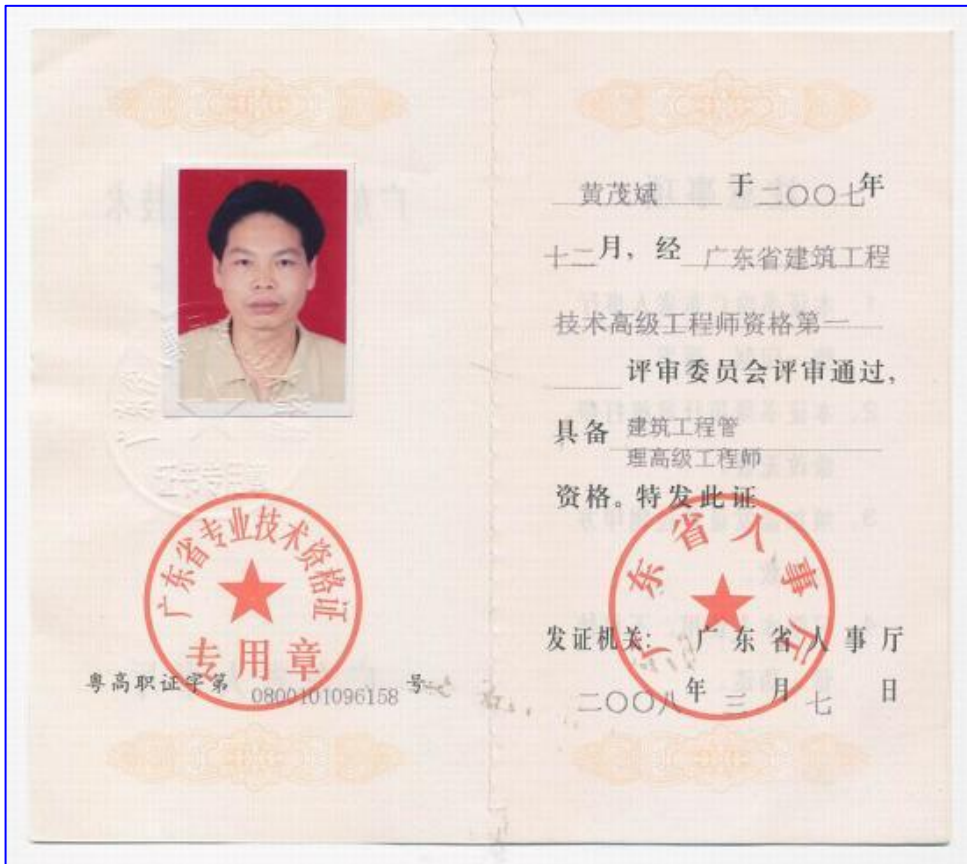 广东省专业技术资格证
专用章
粤高职证字第 0800101096158 号
黄茂斌 于二〇〇七年
十二月，经 广东省建筑工程
技术高级工程师资格第一
评审委员会评审通过，
具备 建筑工程管
理高级工程师
资格。特发此证
广东省人事厅
发证机关： 广东省人事厅
二〇〇八年 三 月 七 日